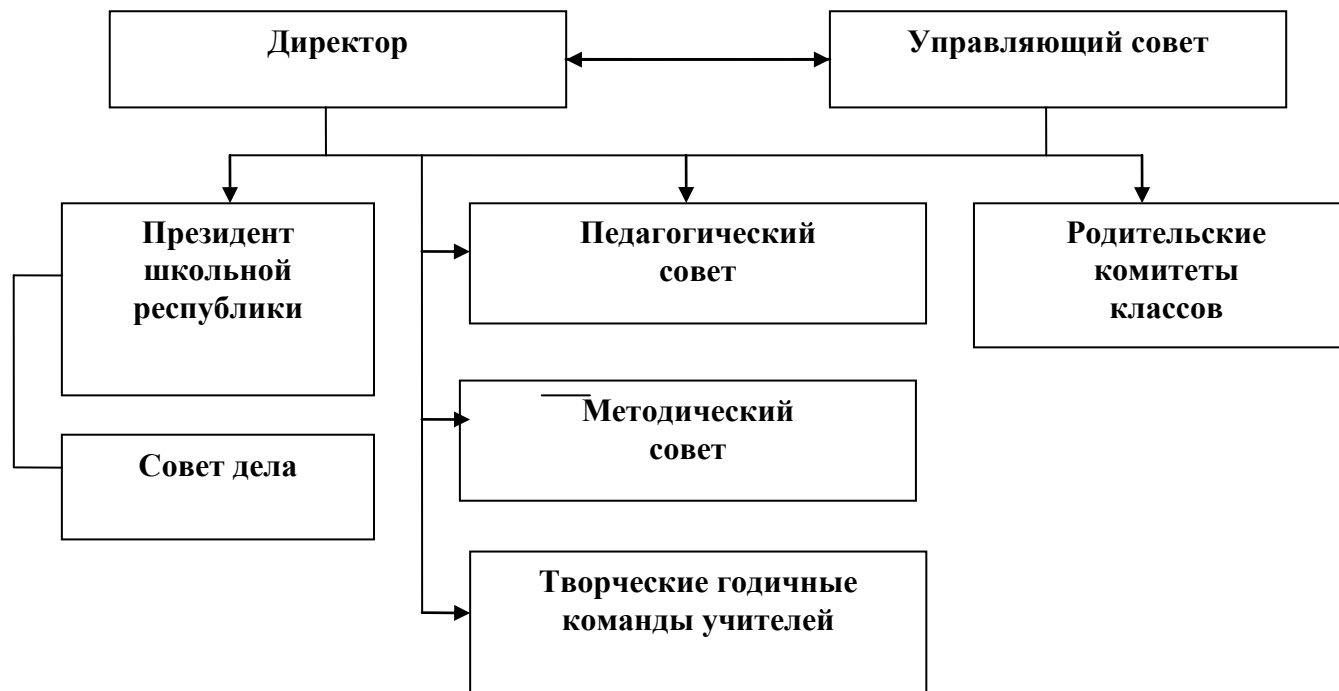 Директор
Управляющий совет
Президент
школьной
республики
Педагогический
совет
Родительские
комитеты
классов
Методический
совет
Совет дела
Творческие годичные
команды учителей